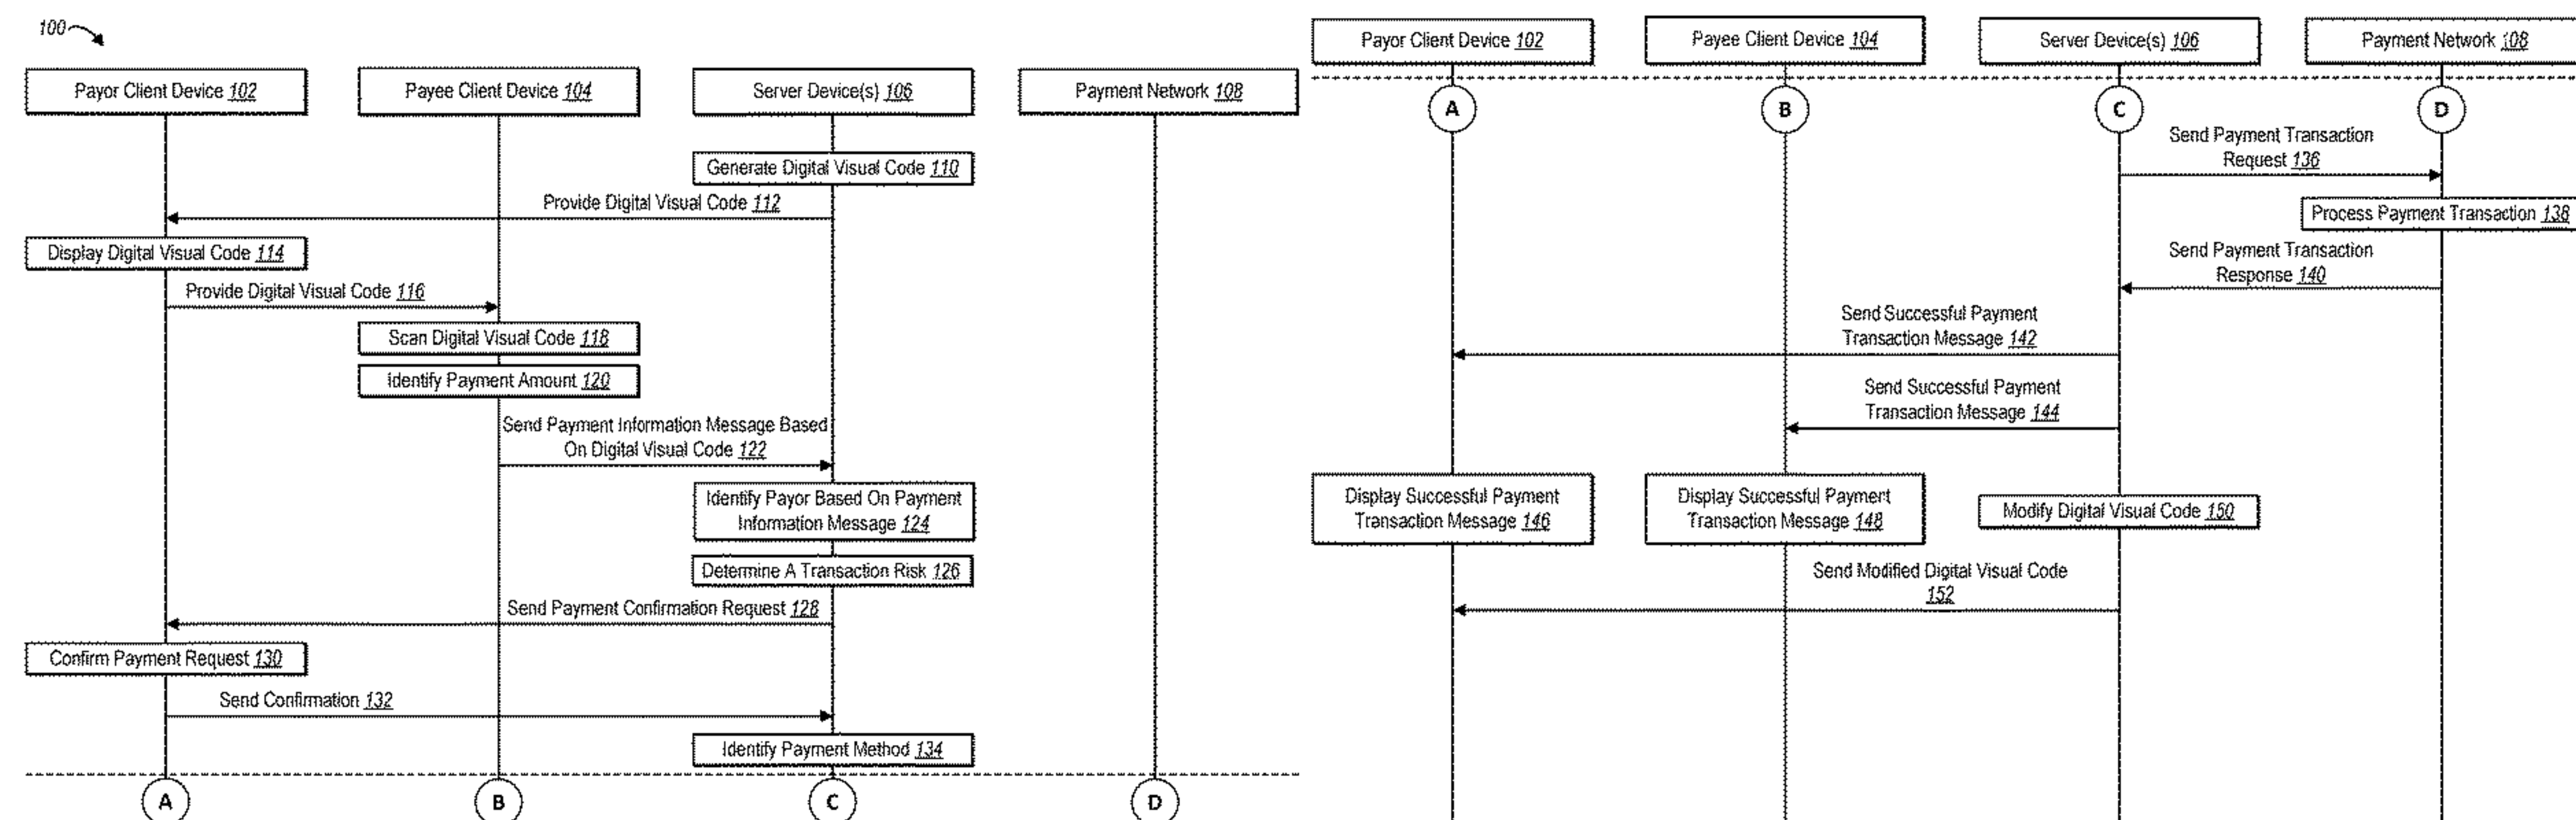 100
Payor Client Device 102
Payee Client Device 104
Server Device(s) 106
Payment Network 108
Generate Digital Visual Code 110
Provide Digital Visual Code 112
Display Digital Visual Code 114
Provide Digital Visual Code 116
Scan Digital Visual Code 118
Identify Payment Amount 120
Send Payment Information Message Based
On Digital Visual Code 122
Identify Payor Based On Payment
Information Message 124
Determine A Transaction Risk 126
Send Payment Confirmation Request 128
Confirm Payment Request 130
Send Confirmation 132
Identify Payment Method 134
A
B
C
D
Payor Client Device 102
Payee Client Device 104
Server Device(s) 106
Payment Network 108
A
B
C
D
Send Payment Transaction
Request 136
Process Payment Transaction 138
Send Payment Transaction
Response 140
Send Successful Payment
Transaction Message 142
Send Successful Payment
Transaction Message 144
Display Successful Payment
Transaction Message 146
Display Successful Payment
Transaction Message 148
Modify Digital Visual Code 150
Send Modified Digital Visual Code
152